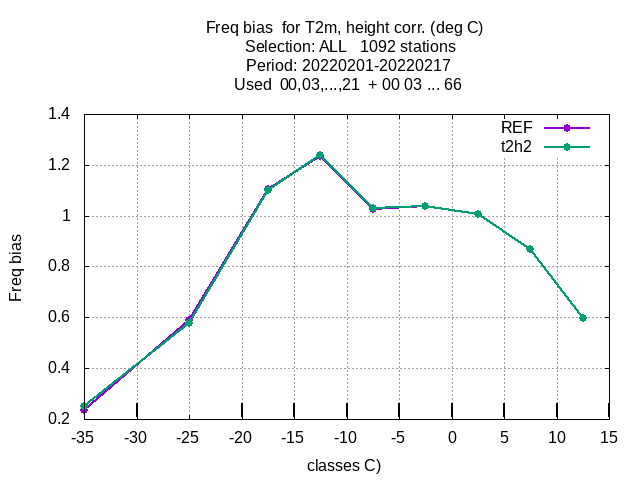 Freq bias  for T2m, height corr. (deg C)
Selection: ALL   1092 stations
Period: 20220201-20220217
Used  00,03,...,21  + 00 03 ... 66
REF
t2h2
1.4
1.2
1
0.8
0.6
0.4
0.2
Freq bias
-35 -30 -25 -20 -15 -10 -5 0 5 10 15
classes C)